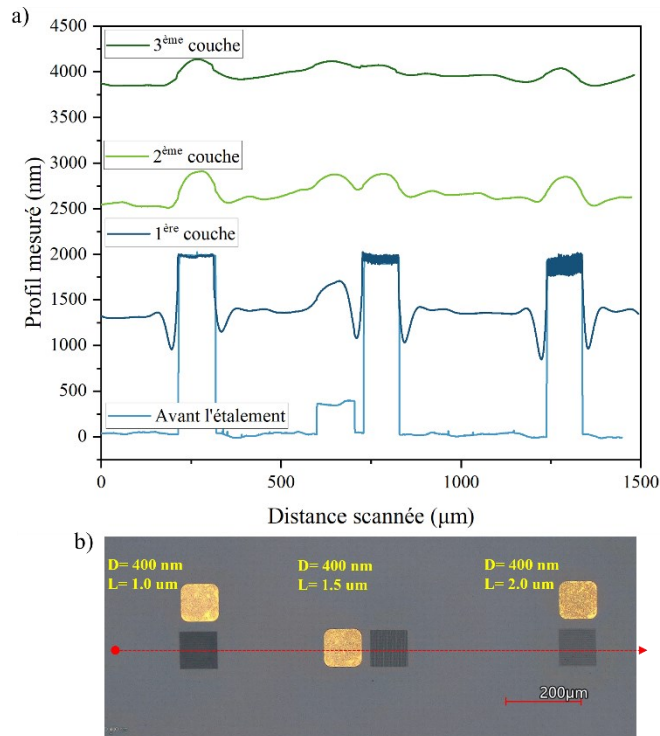 a)
4500
4000
3500
3000
2500
2000
1500
1000
500
0
Profil mesuré (nm)
3ème couche
2ème couche
1ère couche
Avant l'étalement
0 500 1000 1500
Distance scannée (µm)
b)
D= 400 nm
L= 1.0 um
D= 400 nm
L= 1.5 um
D= 400 nm
L= 2.0 um
200µm